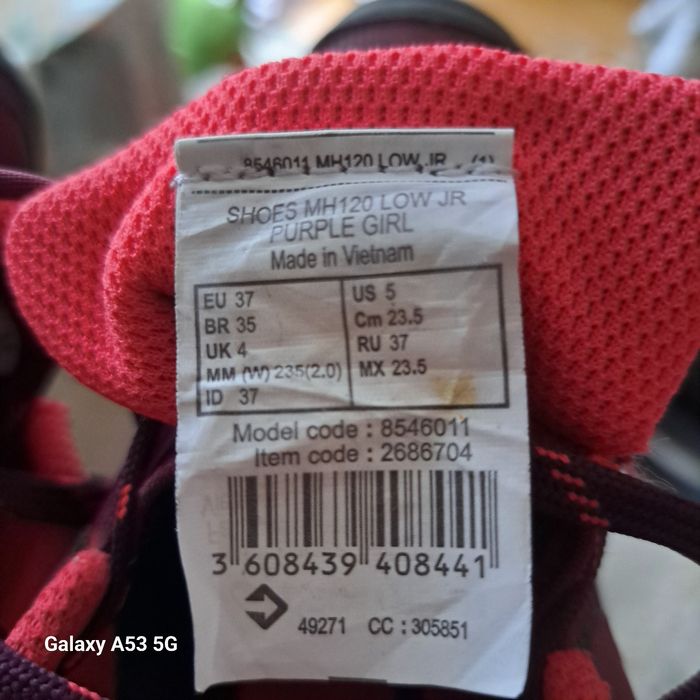 8546011 MH120 LOW JR - (1)
SHOES MH120 LOW JR
PURPLE GIRL
Made in Vietnam
EU 37 US 5
BR 35 Cm 23.5
UK 4 RU 37
MM (W) 235(2.0) MX 23.5
ID 37
Model code : 8546011
Item code : 2686704
3 608439 408441
49271 CC : 305851
Galaxy A53 5G